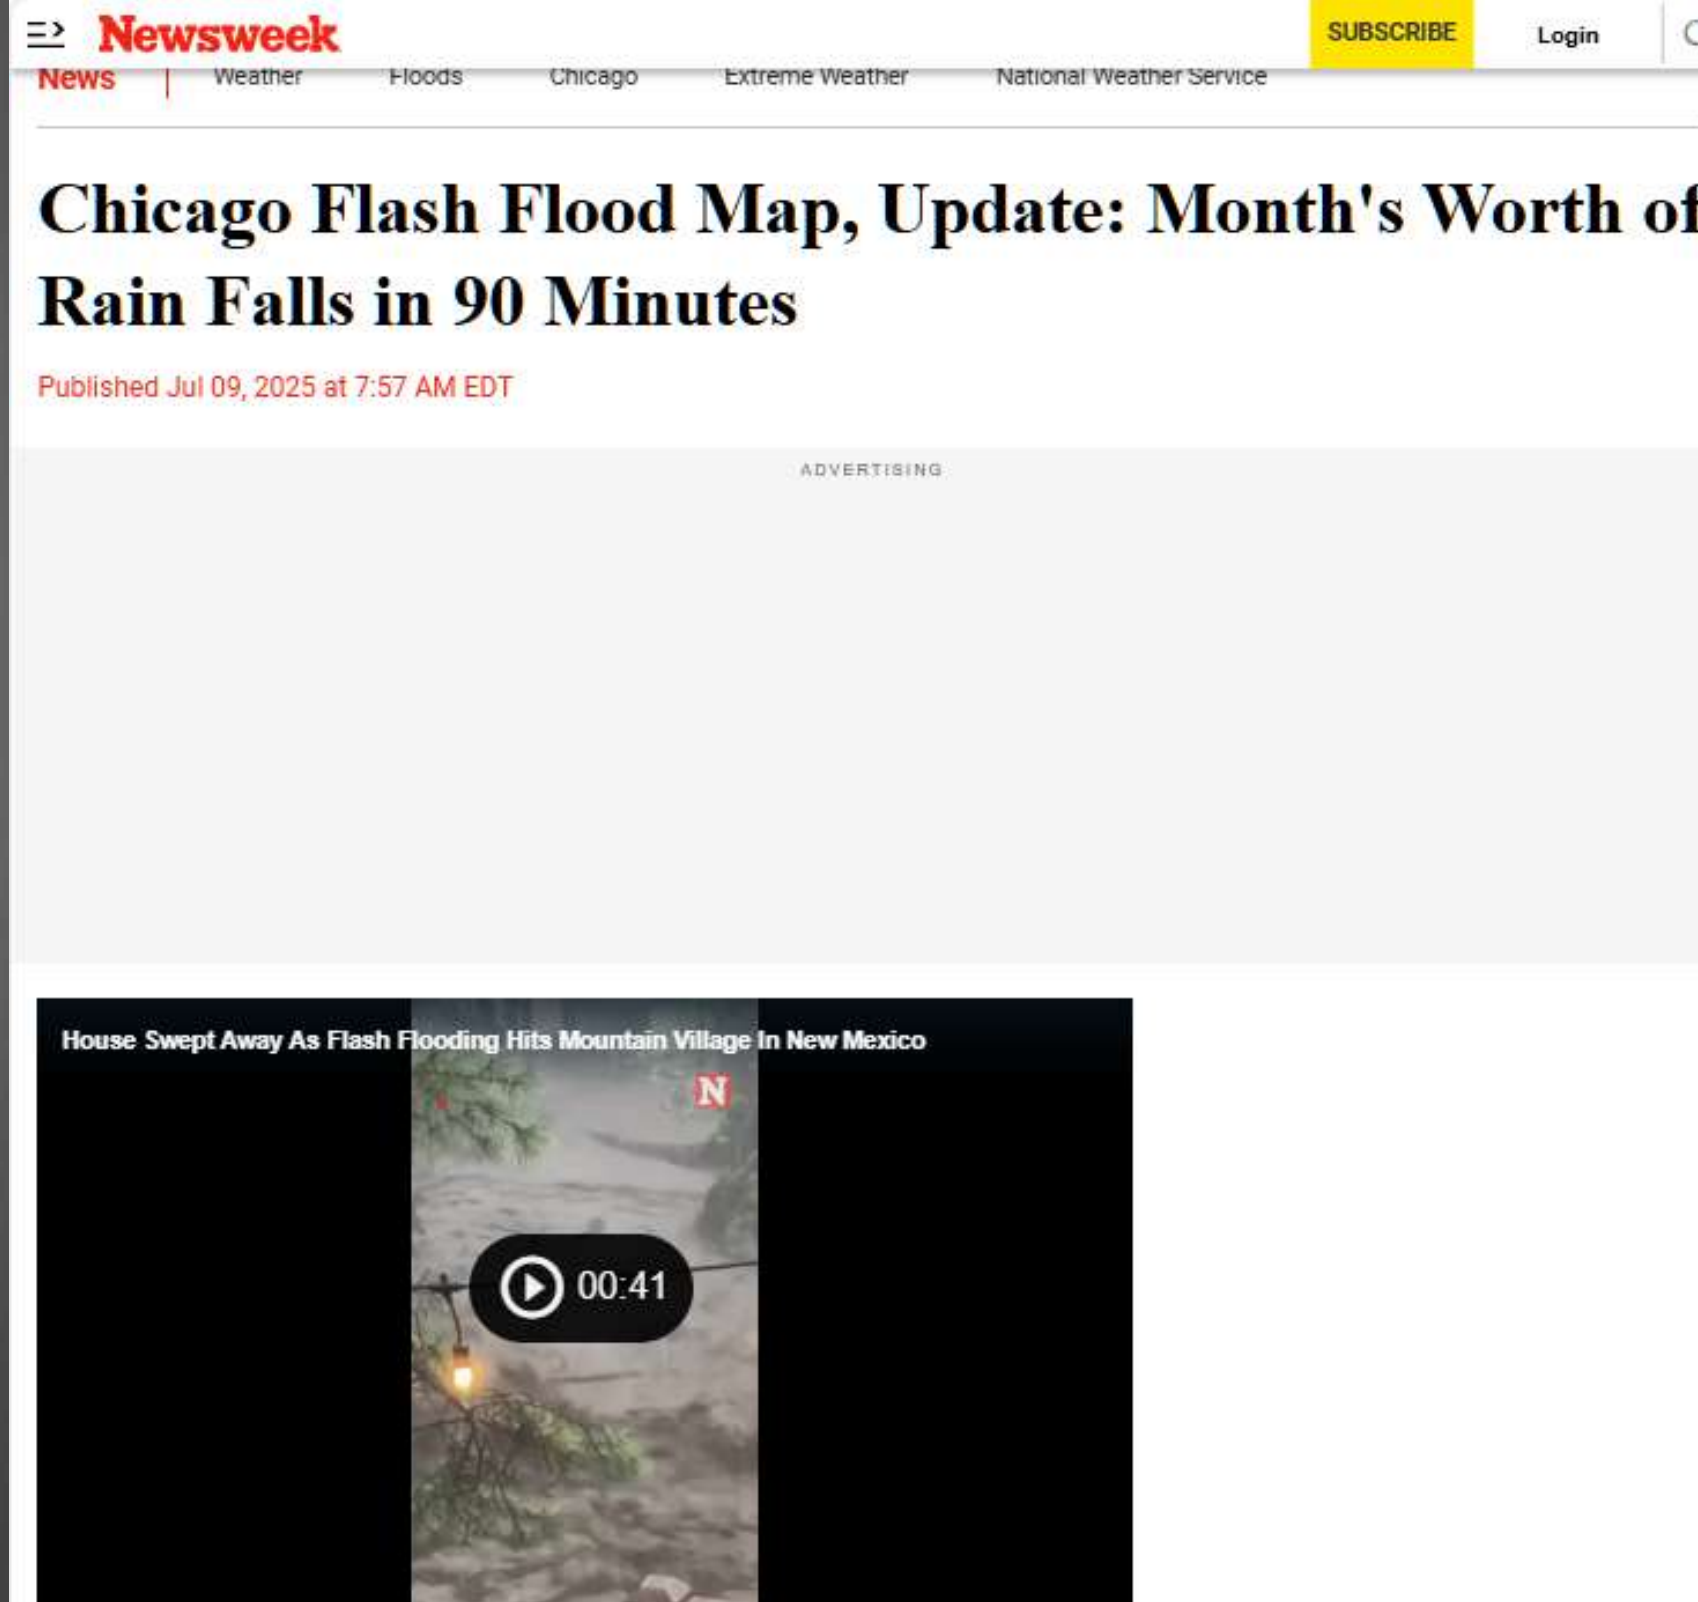 Newsweek
SUBSCRIBE
Login
News
Weather
Floods
Chicago
Extreme Weather
National Weather Service
Chicago Flash Flood Map, Update: Month's Worth of
Rain Falls in 90 Minutes
Published Jul 09, 2025 at 7:57 AM EDT
ADVERTISING
House Swept Away As Flash Flooding Hits Mountain Village In New Mexico
N
00:41